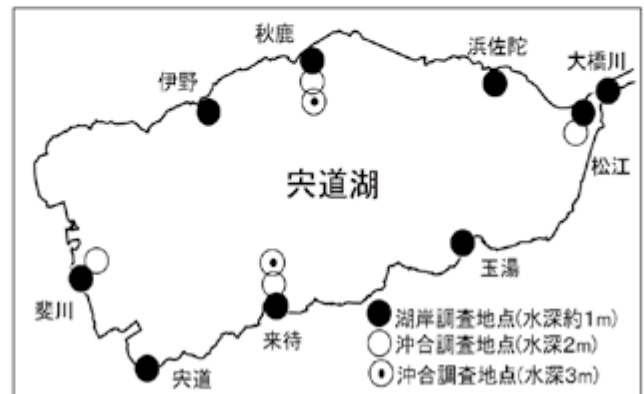 秋鹿
浜佐陀
大橋川
伊野
宍道湖
松江
玉湯
斐川
来待
宍道
湖岸調査地点(水深約1m)
沖合調査地点(水深2m)
沖合調査地点(水深3m)